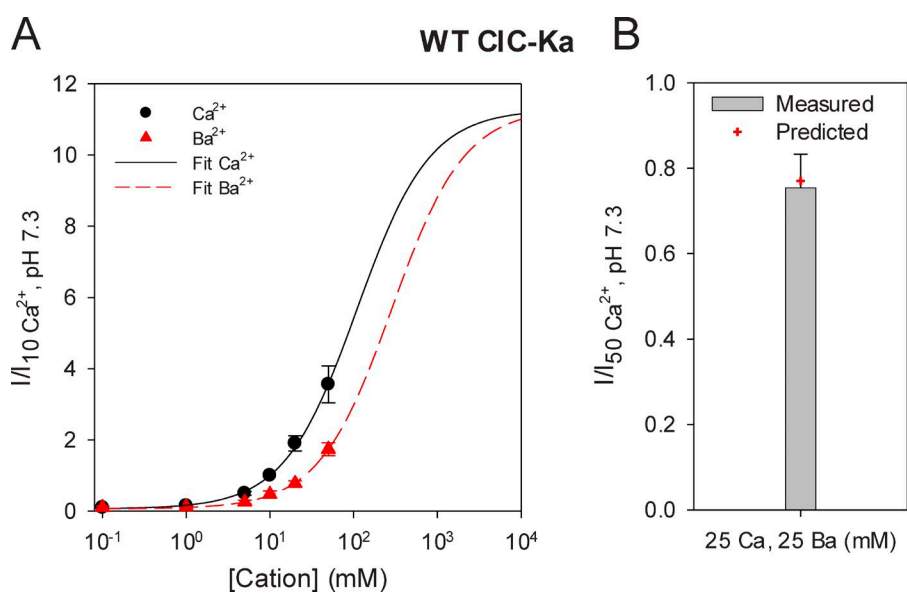 A
WT ClC-Ka
B
12
10
8
6
4
2
0
I/I10 Ca2+, pH 7.3
Ca2+
Ba2+
Fit Ca2+
Fit Ba2+
10-1
100
101
102
103
104
[Cation] (mM)
1.0
0.8
0.6
0.4
0.2
0.0
I/I50 Ca2+, pH 7.3
Measured
Predicted
25 Ca, 25 Ba (mM)